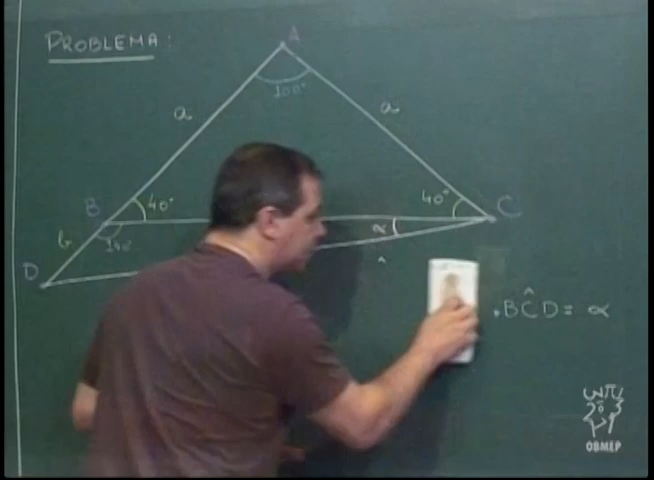 PROBLEMA:
A
100°
a
a
B
40°
40°
C
b
140°
α
D
^
.BĈD = α
OBMEP